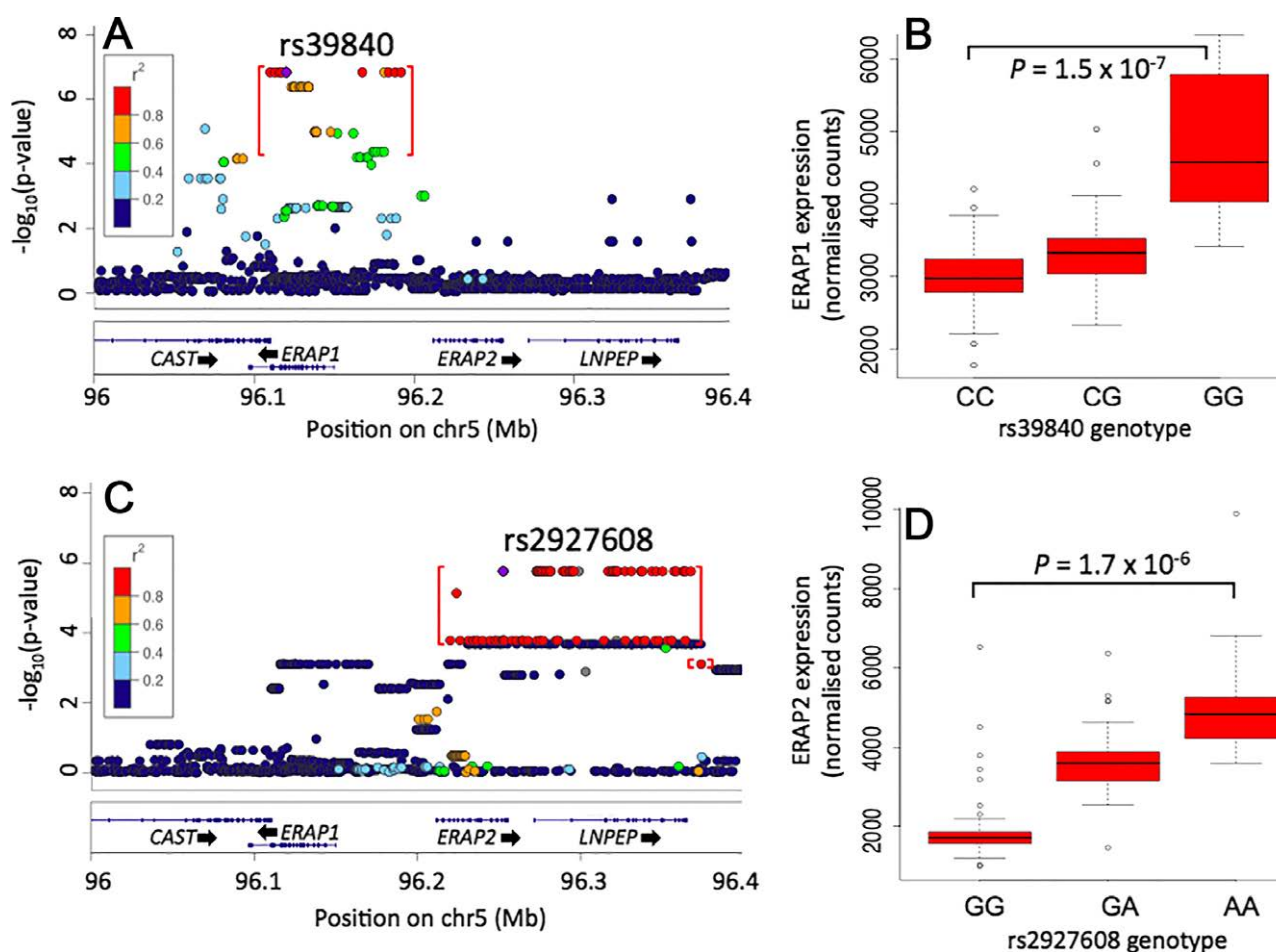 A
rs39840
r²
0.8
0.6
0.4
0.2
8
6
4
2
0
-log₁₀(p-value)
CAST ERAP1 ERAP2 LNPEP
96 96.1 96.2 96.3 96.4
Position on chr5 (Mb)
B
P = 1.5 x 10⁻⁷
6000
5000
4000
3000
2000
ERAP1 expression
(normalised counts)
CC CG GG
rs39840 genotype
C
rs2927608
r²
0.8
0.6
0.4
0.2
8
6
4
2
0
-log₁₀(p-value)
CAST ERAP1 ERAP2 LNPEP
96 96.1 96.2 96.3 96.4
Position on chr5 (Mb)
D
P = 1.7 x 10⁻⁶
10000
8000
6000
4000
2000
ERAP2 expression
(normalised counts)
GG GA AA
rs2927608 genotype